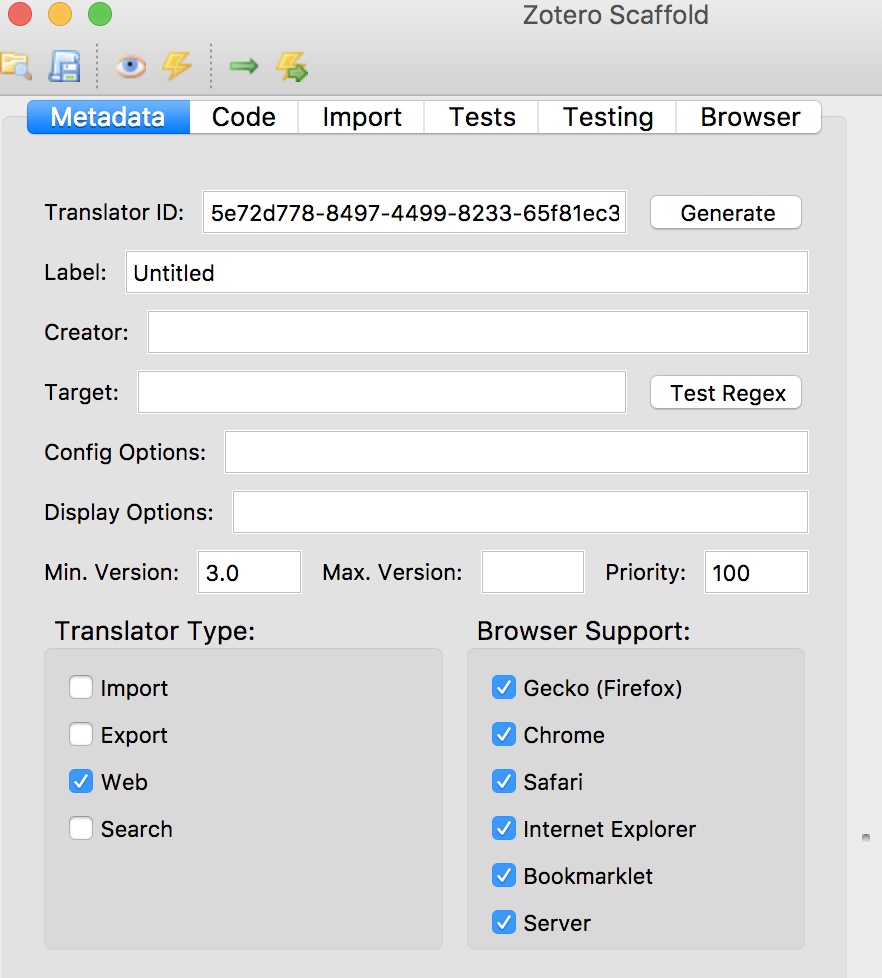 Zotero Scaffold
Metadata Code Import Tests Testing Browser
Translator ID: 5e72d778-8497-4499-8233-65f81ec3 Generate
Label: Untitled
Creator:
Target: Test Regex
Config Options:
Display Options:
Min. Version: 3.0 Max. Version: Priority: 100
Translator Type:
Import
Export
Web
Search
Browser Support:
Gecko (Firefox)
Chrome
Safari
Internet Explorer
Bookmarklet
Server